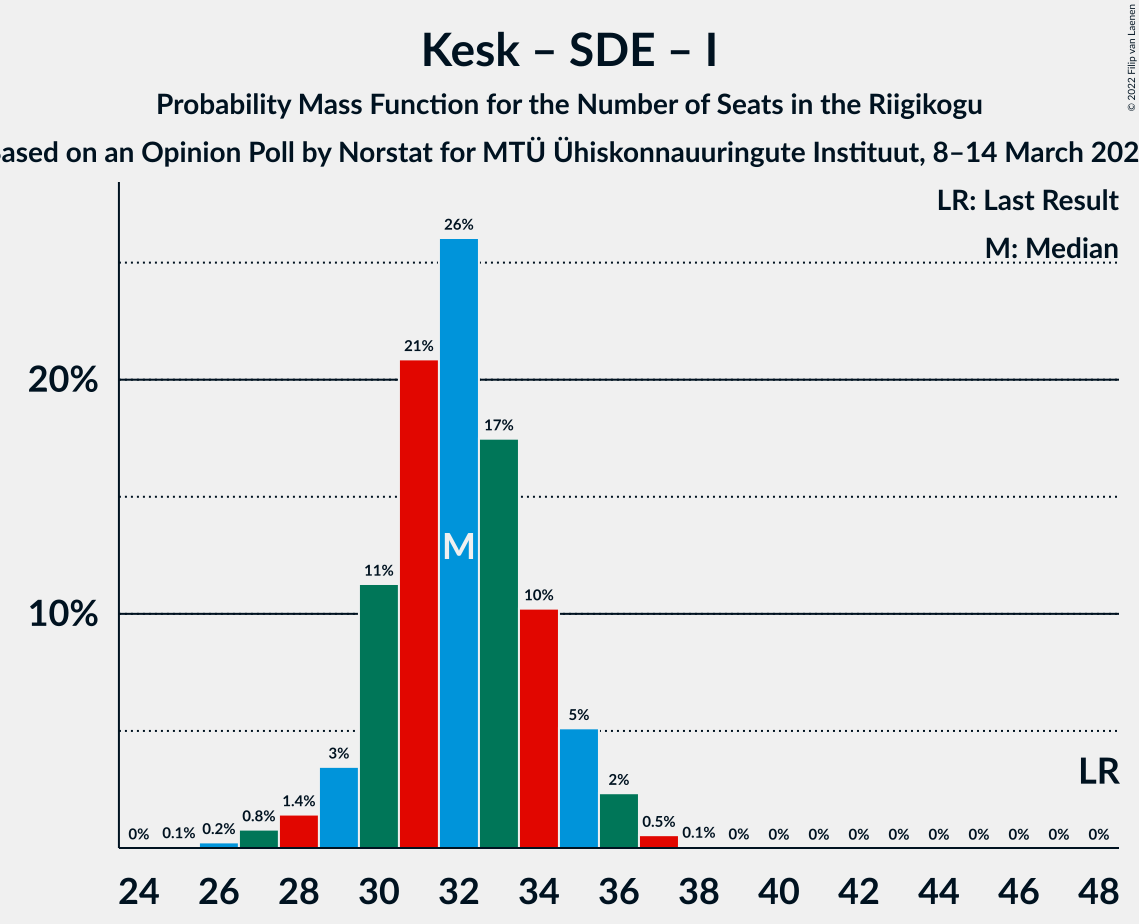 Kesk – SDE – I
Probability Mass Function for the Number of Seats in the Riigikogu
ased on an Opinion Poll by Norstat for MTÜ Ühiskonnauuringute Instituut, 8–14 March 202
© 2022 Filip van Laenen
LR: Last Result
M: Median
26%
21%
20%
17%
M
11%
10%
10%
5%
3%
2%
LR
1.4%
0.8%
0.5%
0% 0.1% 0.2% 0.1% 0% 0% 0% 0% 0% 0% 0% 0% 0% 0%
24 26 28 30 32 34 36 38 40 42 44 46 48